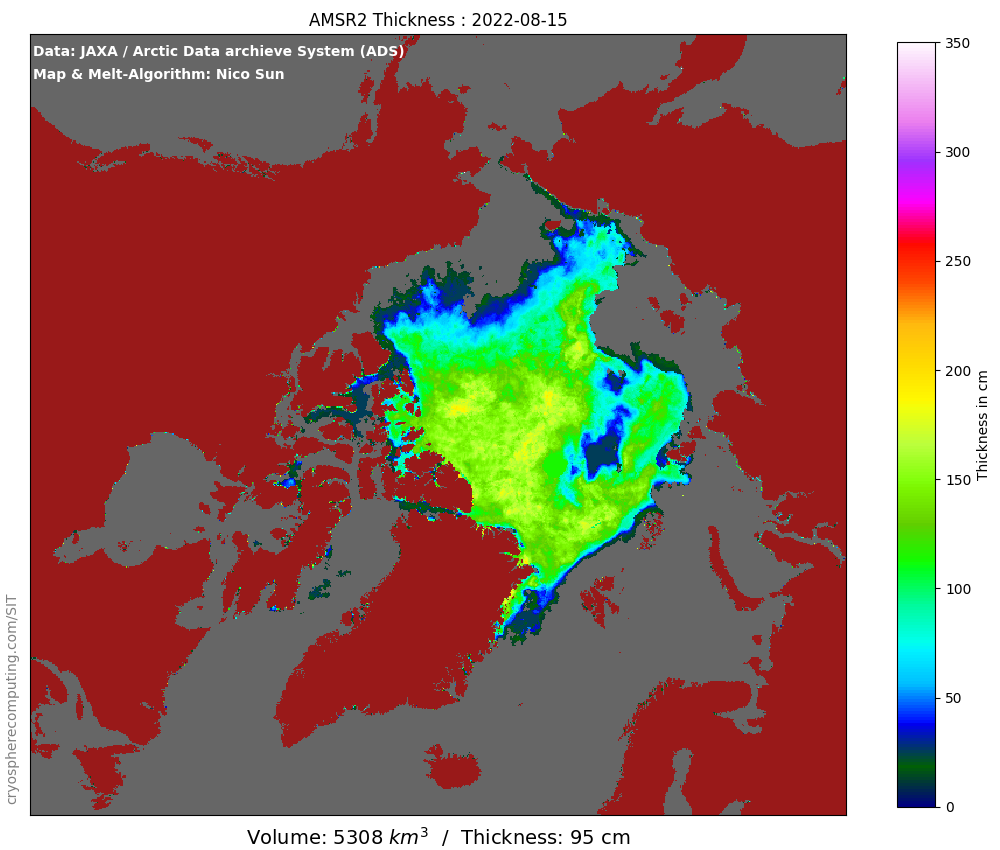 AMSR2 Thickness : 2022-08-15
Data: JAXA / Arctic Data archieve System (ADS)
Map & Melt-Algorithm: Nico Sun
350
300
250
200
150
100
50
0
Thickness in cm
cryospherecomputing.com/SIT
Volume: 5308 km³ / Thickness: 95 cm